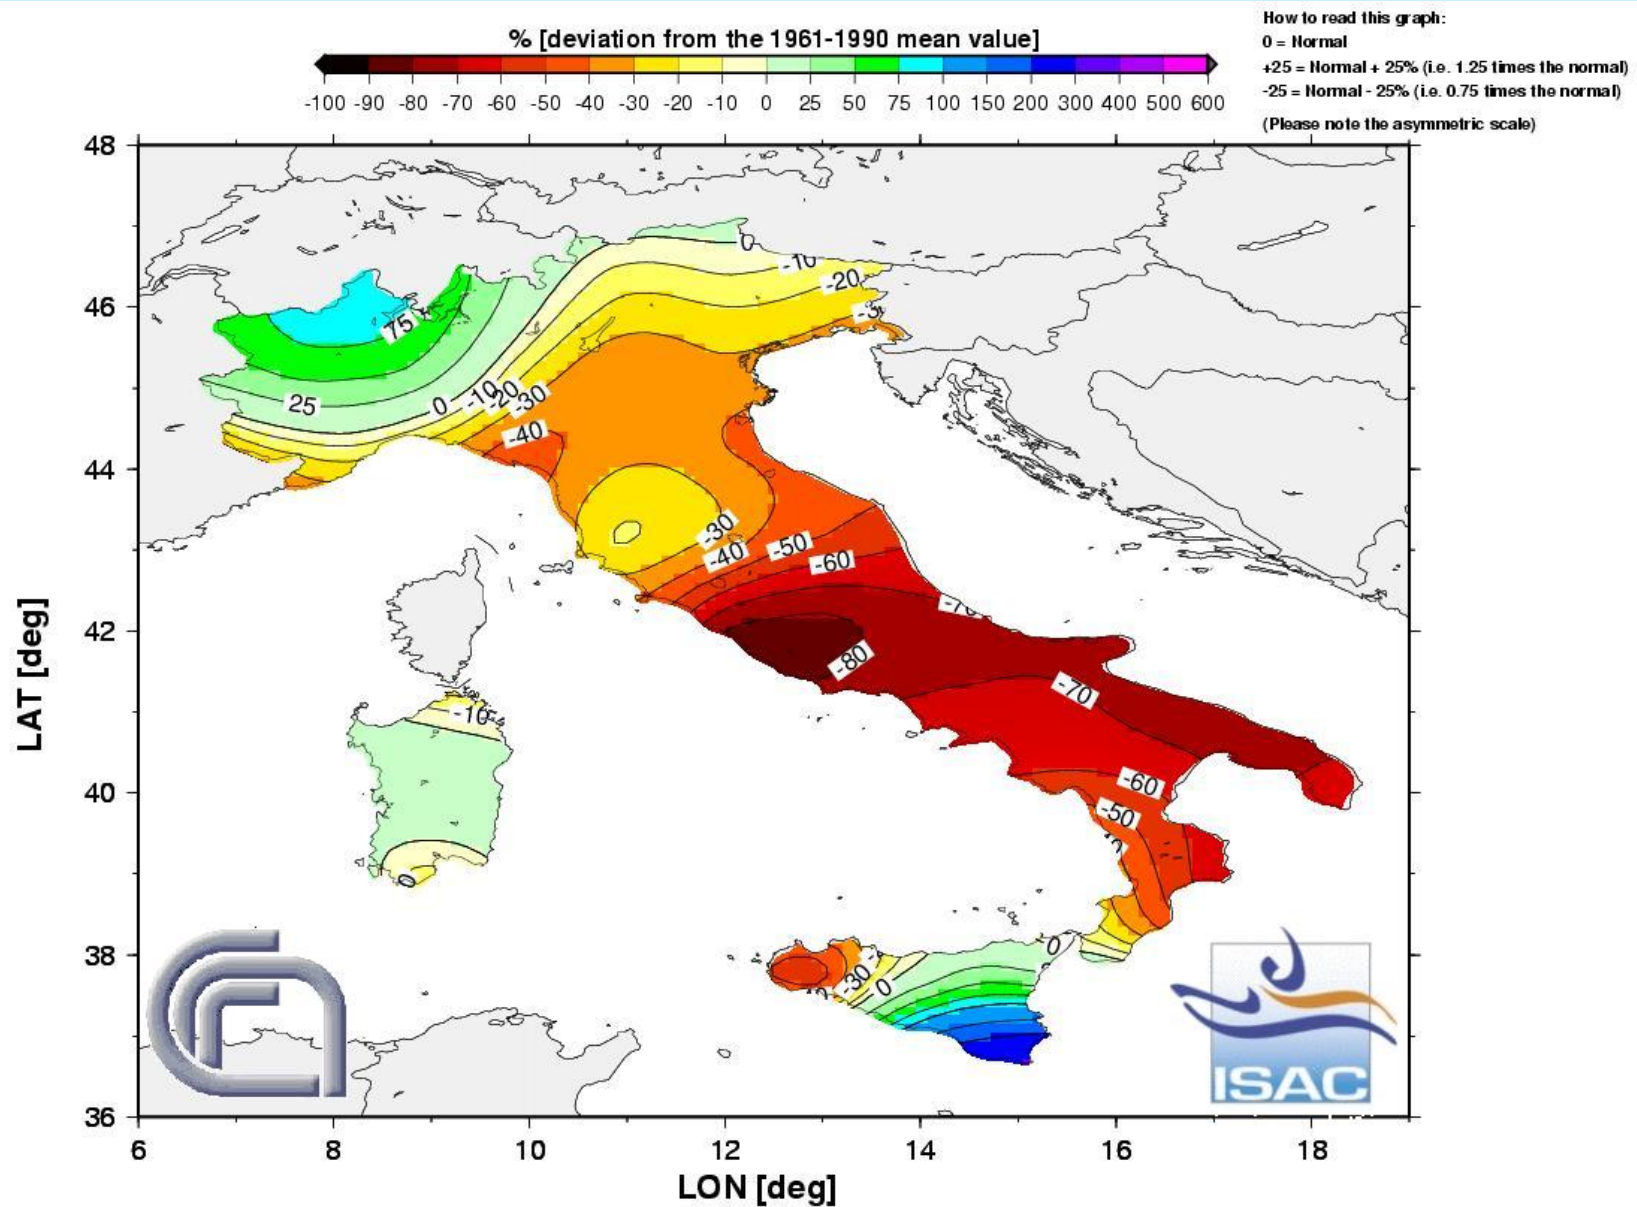 % [deviation from the 1961-1990 mean value]
-100 -90 -80 -70 -60 -50 -40 -30 -20 -10 0 25 50 75 100 150 200 300 400 500 600
How to read this graph:
0 = Normal
+25 = Normal + 25% (i.e. 1.25 times the normal)
-25 = Normal - 25% (i.e. 0.75 times the normal)
(Please note the asymmetric scale)
48
46
44
42
40
38
36
LAT [deg]
0
-10
-20
75
25
0
-10
-20
-30
-40
-30
-40
-50
-60
-80
-70
-10
-60
-50
0
-30
0
0
ISAC
6 8 10 12 14 16 18
LON [deg]